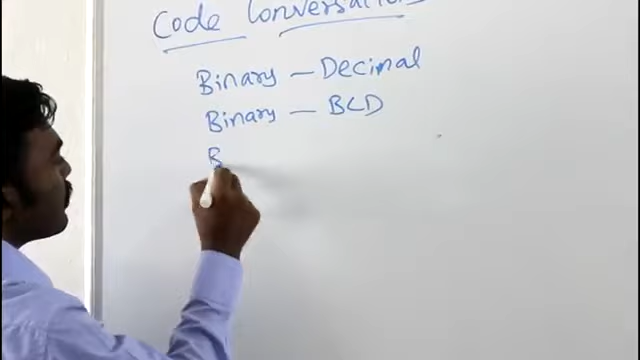 Code Conversation
Binary - Decimal
Binary - BCD
B